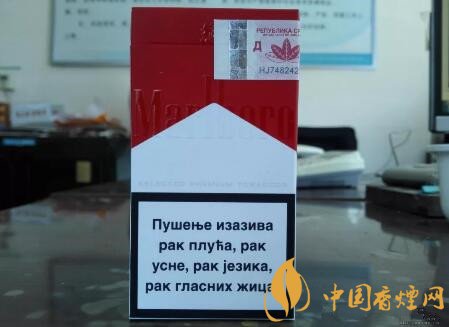 РЕПУБЛИКА С
Д
HJ748242
Marlboro
SELECTED PREMIUM TOBACCOS
Пушење изазива
рак плућа, рак
усне, рак језика,
рак гласних жица
中国香烟网